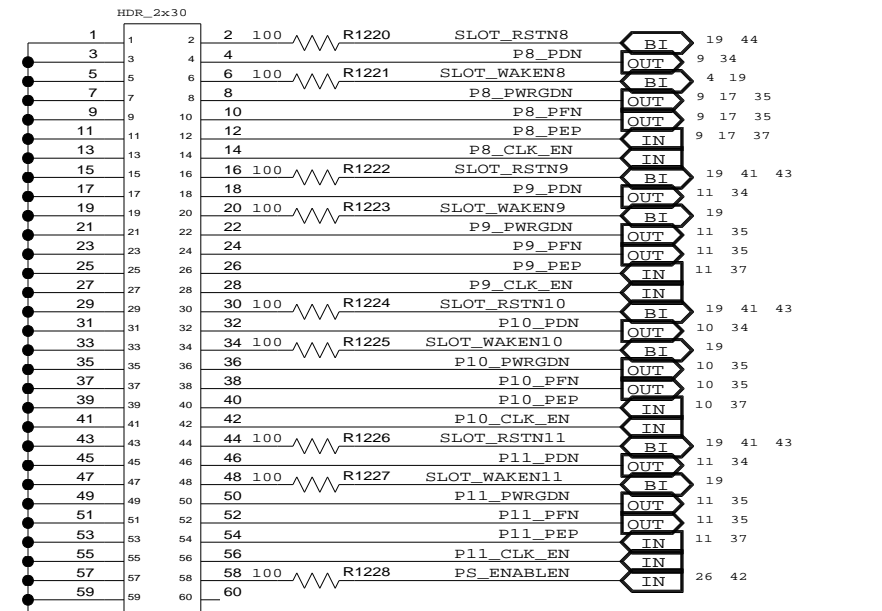 HDR_2x30
1 1 2 2 100 R1220 SLOT_RSTN8 BI 19 44
3 3 4 4 P8_PDN OUT 9 34
5 5 6 6 100 R1221 SLOT_WAKEN8 BI 4 19
7 7 8 8 P8_PWRGDN OUT 9 17 35
9 9 10 10 P8_PFN OUT 9 17 35
11 11 12 12 P8_PEP IN 9 17 37
13 13 14 14 P8_CLK_EN IN
15 15 16 16 100 R1222 SLOT_RSTN9 BI 19 41 43
17 17 18 18 P9_PDN OUT 11 34
19 19 20 20 100 R1223 SLOT_WAKEN9 BI 19
21 21 22 22 P9_PWRGDN OUT 11 35
23 23 24 24 P9_PFN OUT 11 35
25 25 26 26 P9_PEP IN 11 37
27 27 28 28 P9_CLK_EN IN
29 29 30 30 100 R1224 SLOT_RSTN10 BI 19 41 43
31 31 32 32 P10_PDN OUT 10 34
33 33 34 34 100 R1225 SLOT_WAKEN10 BI 19
35 35 36 36 P10_PWRGDN OUT 10 35
37 37 38 38 P10_PFN OUT 10 35
39 39 40 40 P10_PEP IN 10 37
41 41 42 42 P10_CLK_EN IN
43 43 44 44 100 R1226 SLOT_RSTN11 BI 19 41 43
45 45 46 46 P11_PDN OUT 11 34
47 47 48 48 100 R1227 SLOT_WAKEN11 BI 19
49 49 50 50 P11_PWRGDN OUT 11 35
51 51 52 52 P11_PFN OUT 11 35
53 53 54 54 P11_PEP IN 11 37
55 55 56 56 P11_CLK_EN IN
57 57 58 58 100 R1228 PS_ENABLEN IN 26 42
59 59 60 60